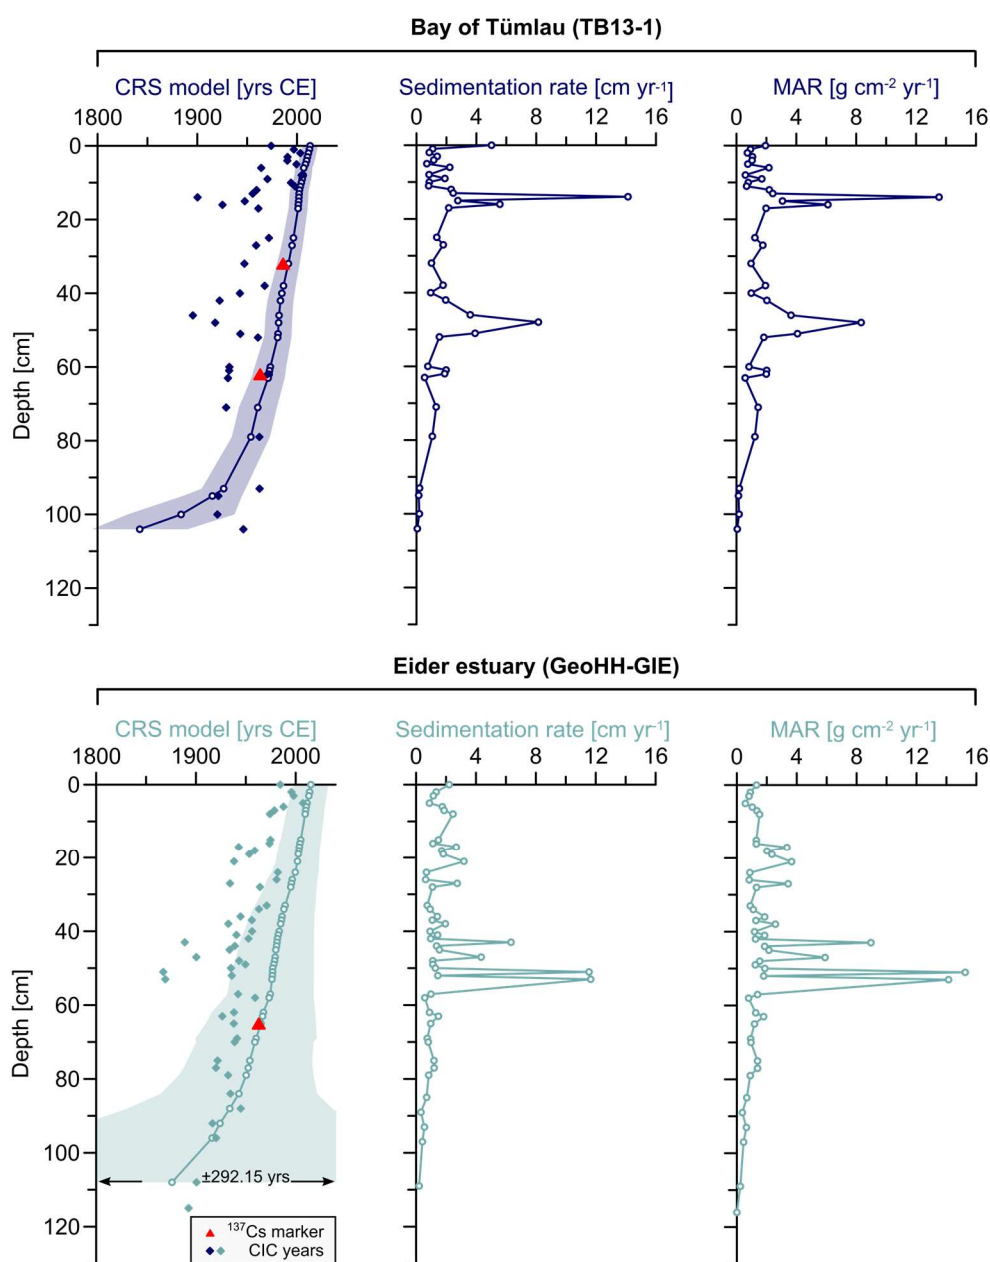 Bay of Tümlau (TB13-1)
CRS model [yrs CE] Sedimentation rate [cm yr-1] MAR [g cm-2 yr-1]
1800 1900 2000 0 4 8 12 16 0 4 8 12 16
0
20
40
60
80
100
120
Depth [cm]
Eider estuary (GeoHH-GIE)
CRS model [yrs CE] Sedimentation rate [cm yr-1] MAR [g cm-2 yr-1]
1800 1900 2000 0 4 8 12 16 0 4 8 12 16
0
20
40
60
80
100
120
Depth [cm]
±292.15 yrs
137Cs marker
CIC years